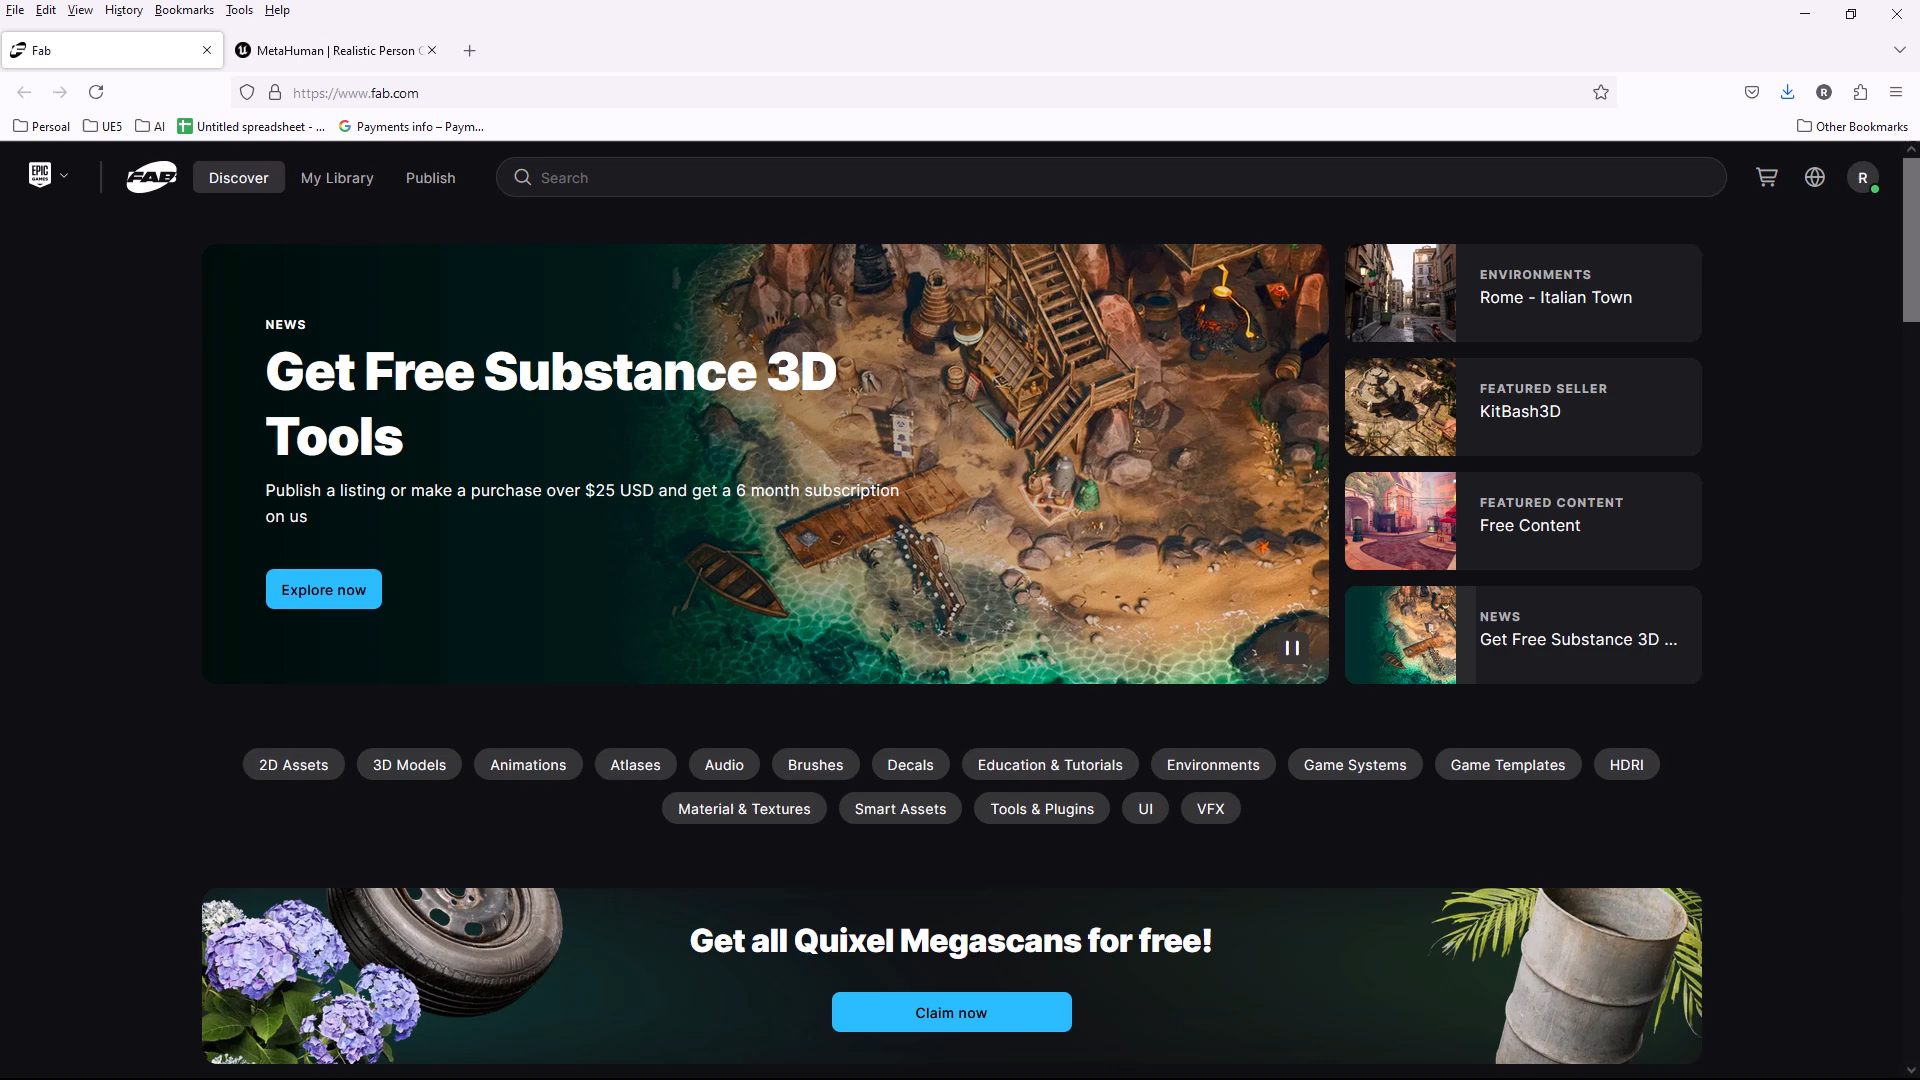 File Edit View History Bookmarks Tools Help
Fab
MetaHuman | Realistic Person C
https://www.fab.com
Persoal UE5 AI Untitled spreadsheet - ... Payments info – Paym... Other Bookmarks
EPIC GAMES
FAB Discover My Library Publish Search R
NEWS
Get Free Substance 3D
Tools
Publish a listing or make a purchase over $25 USD and get a 6 month subscription
on us
Explore now
ENVIRONMENTS
Rome - Italian Town
FEATURED SELLER
KitBash3D
FEATURED CONTENT
Free Content
NEWS
Get Free Substance 3D ...
2D Assets 3D Models Animations Atlases Audio Brushes Decals Education & Tutorials Environments Game Systems Game Templates HDRI
Material & Textures Smart Assets Tools & Plugins UI VFX
Get all Quixel Megascans for free!
Claim now